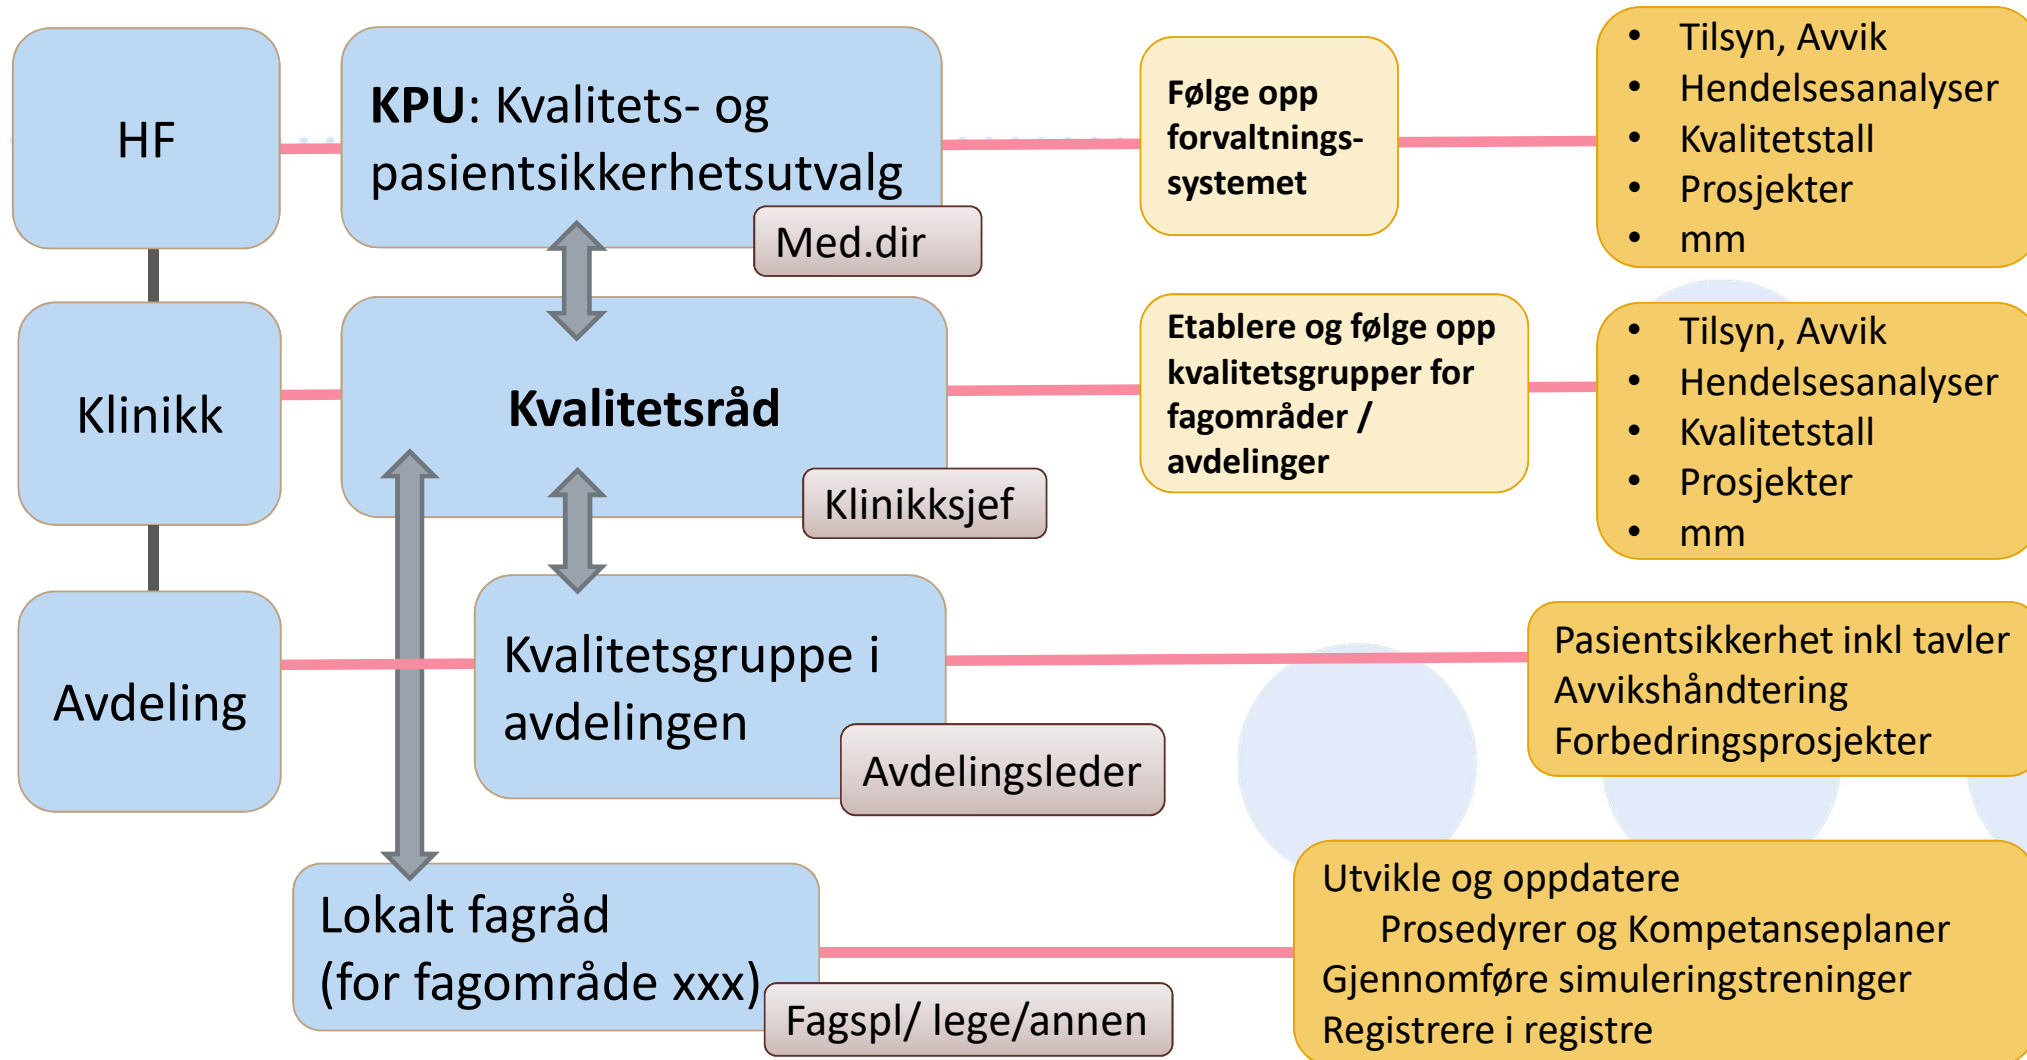 HF
KPU: Kvalitets- og
pasientsikkerhetsutvalg
Med.dir
Følge opp
forvaltnings-
systemet
• Tilsyn, Avvik
• Hendelsesanalyser
• Kvalitetstall
• Prosjekter
• mm
Klinikk
Kvalitetsråd
Klinikksjef
Etablere og følge opp
kvalitetsgrupper for
fagområder /
avdelinger
• Tilsyn, Avvik
• Hendelsesanalyser
• Kvalitetstall
• Prosjekter
• mm
Avdeling
Kvalitetsgruppe i
avdelingen
Avdelingsleder
Pasientsikkerhet inkl tavler
Avvikshåndtering
Forbedringsprosjekter
Lokalt fagråd
(for fagområde xxx)
Fagspl/ lege/annen
Utvikle og oppdatere
Prosedyrer og Kompetanseplaner
Gjennomføre simuleringstreninger
Registrere i registre